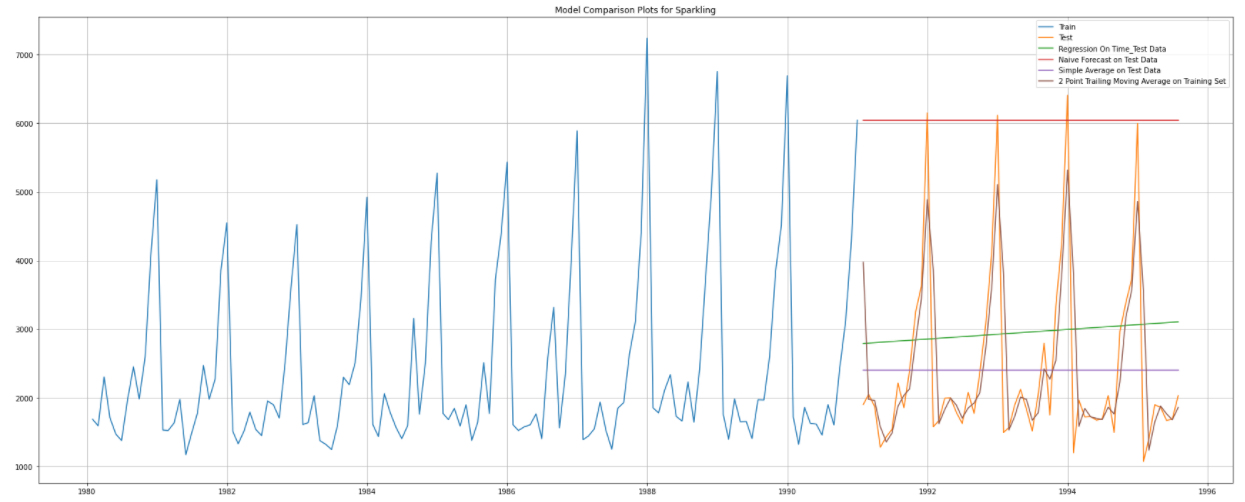 Model Comparison Plots for Sparkling
Train
Test
Regression On Time_Test Data
Naive Forecast on Test Data
Simple Average on Test Data
2 Point Trailing Moving Average on Training Set
7000
6000
5000
4000
3000
2000
1000
1980 1982 1984 1986 1988 1990 1992 1994 1996